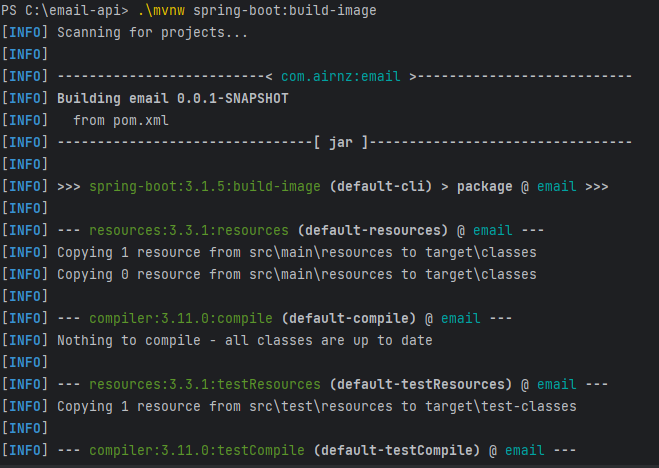 PS C:\email-api> .\mvnw spring-boot:build-image
[INFO] Scanning for projects...
[INFO]
[INFO] --------------------------< com.airnz:email >---------------------------
[INFO] Building email 0.0.1-SNAPSHOT
[INFO]   from pom.xml
[INFO] --------------------------------[ jar ]---------------------------------
[INFO]
[INFO] >>> spring-boot:3.1.5:build-image (default-cli) > package @ email >>>
[INFO]
[INFO] --- resources:3.3.1:resources (default-resources) @ email ---
[INFO] Copying 1 resource from src\main\resources to target\classes
[INFO] Copying 0 resource from src\main\resources to target\classes
[INFO]
[INFO] --- compiler:3.11.0:compile (default-compile) @ email ---
[INFO] Nothing to compile - all classes are up to date
[INFO]
[INFO] --- resources:3.3.1:testResources (default-testResources) @ email ---
[INFO] Copying 1 resource from src\test\resources to target\test-classes
[INFO]
[INFO] --- compiler:3.11.0:testCompile (default-testCompile) @ email ---